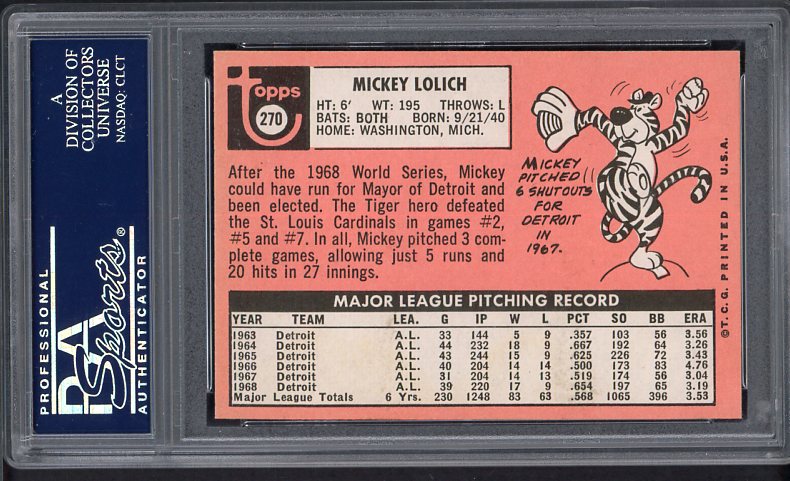 A
DIVISION OF
COLLECTORS
UNIVERSE
NASDAQ: CLCT
PROFESSIONAL
PSA
Sports®
AUTHENTICATOR
topps
270
MICKEY LOLICH
HT: 6' WT: 195 THROWS: L
BATS: BOTH BORN: 9/21/40
HOME: WASHINGTON, MICH.
After the 1968 World Series, Mickey
could have run for Mayor of Detroit and
been elected. The Tiger hero defeated
the St. Louis Cardinals in games #2,
#5 and #7. In all, Mickey pitched 3 com-
plete games, allowing just 5 runs and
20 hits in 27 innings.
MICKEY
PITCHED
6 SHUTOUTS
FOR
DETROIT
IN
1967.
©T.C.G. PRINTED IN U.S.A.
MAJOR LEAGUE PITCHING RECORD
YEAR TEAM LEA. G IP W L PCT SO BB ERA
1963 Detroit A.L. 33 144 5 9 .357 103 56 3.56
1964 Detroit A.L. 44 232 18 9 .667 192 64 3.26
1965 Detroit A.L. 43 244 15 9 .625 226 72 3.43
1966 Detroit A.L. 40 204 14 14 .500 173 83 4.76
1967 Detroit A.L. 31 204 14 13 .519 174 56 3.04
1968 Detroit A.L. 39 220 17 9 .654 197 65 3.19
Major League Totals 6 Yrs. 230 1248 83 63 .568 1065 396 3.53